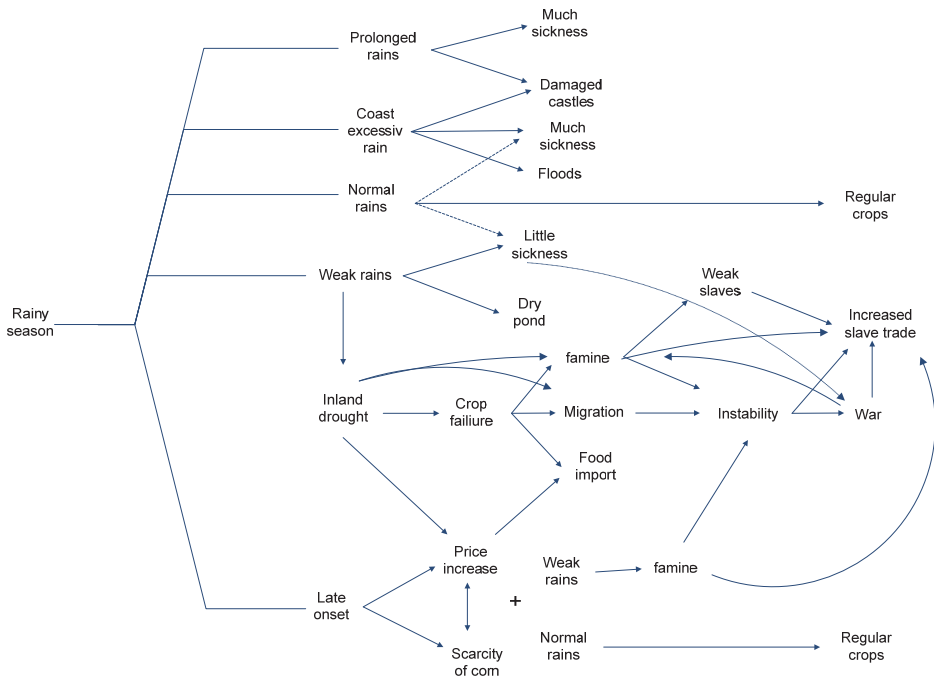 Much
sickness
Prolonged
rains
Damaged
castles
Coast
excessiv
rain
Much
sickness
Floods
Normal
rains
Regular
crops
Little
sickness
Weak rains
Weak
slaves
Dry
pond
Rainy
season
Increased
slave trade
famine
Inland
drought
Crop
failiure
Migration
Instability
War
Food
import
Price
increase
Weak
rains
famine
Late
onset
+
Scarcity
of corn
Normal
rains
Regular
crops